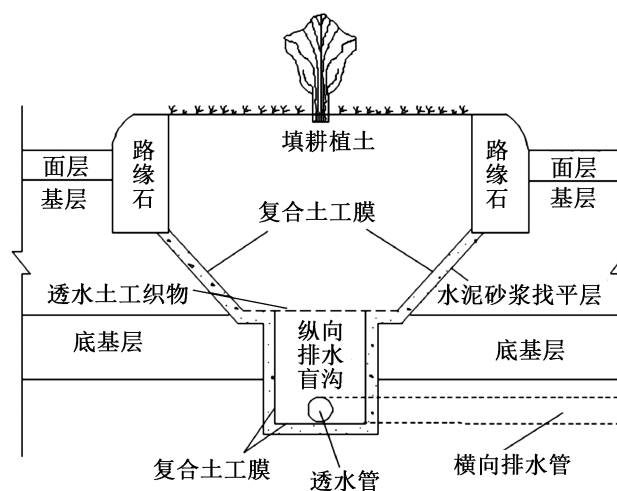 填耕植土
路缘石
路缘石
面层
面层
基层
基层
复合土工膜
透水土工织物
水泥砂浆找平层
纵向
排水
盲沟
底基层
底基层
复合土工膜
透水管
横向排水管